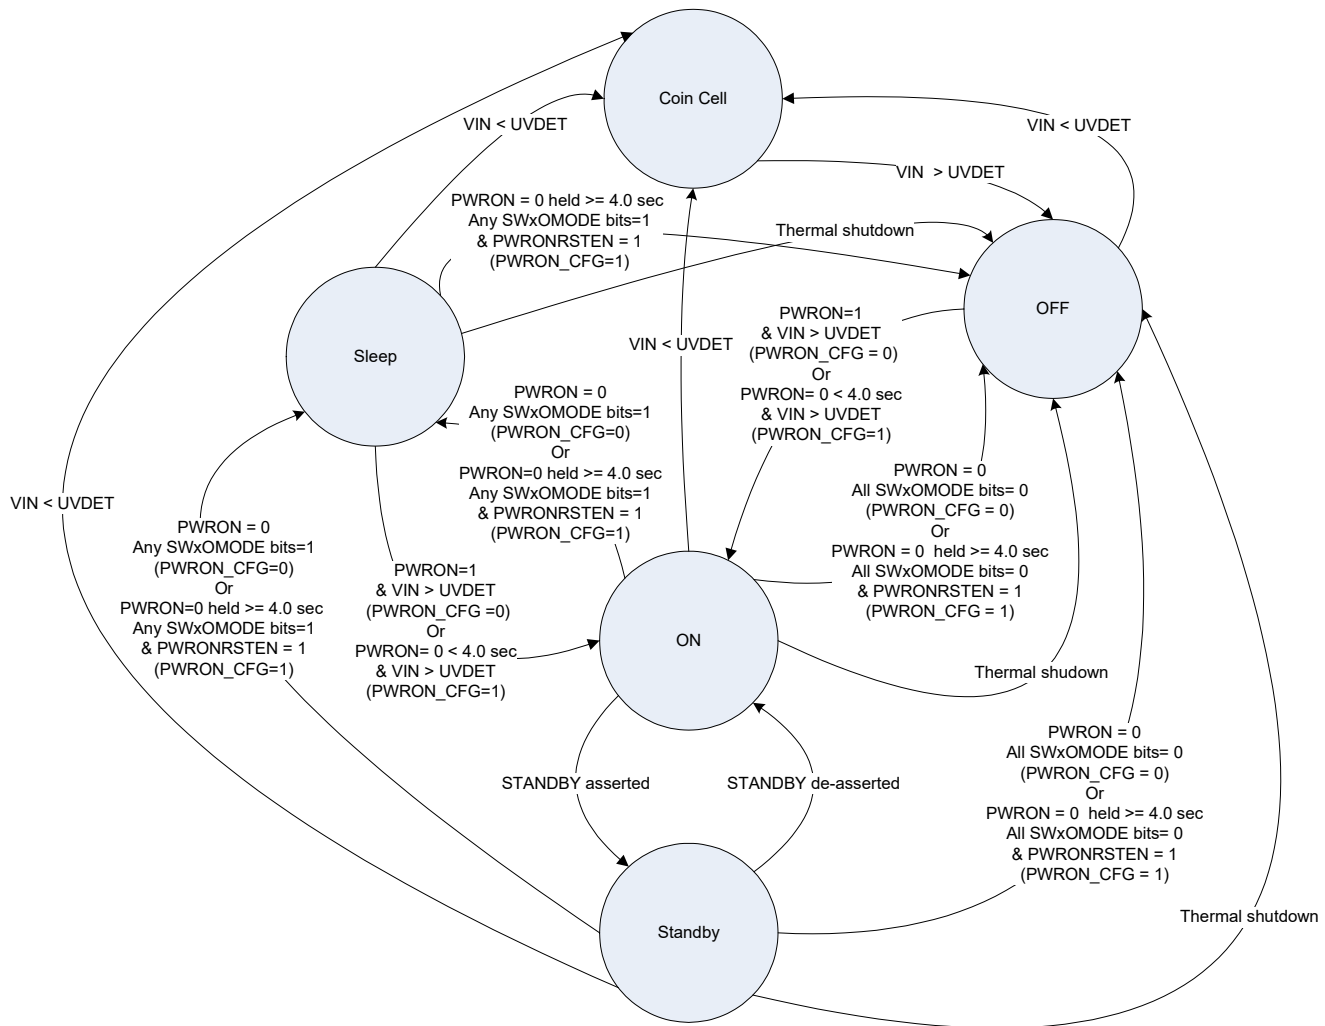 Coin Cell
VIN < UVDET
VIN < UVDET
VIN  > UVDET
PWRON = 0 held >= 4.0 sec
Any SWxOMODE bits=1
& PWRONRSTEN = 1
(PWRON_CFG=1)
Thermal shutdown
OFF
Sleep
PWRON=1
& VIN > UVDET
(PWRON_CFG = 0)
Or
PWRON= 0 < 4.0 sec
& VIN > UVDET
(PWRON_CFG=1)
VIN < UVDET
PWRON = 0
Any SWxOMODE bits=1
(PWRON_CFG=0)
Or
PWRON=0 held >= 4.0 sec
Any SWxOMODE bits=1
& PWRONRSTEN = 1
(PWRON_CFG=1)
PWRON = 0
All SWxOMODE bits= 0
(PWRON_CFG = 0)
Or
PWRON = 0  held >= 4.0 sec
All SWxOMODE bits= 0
& PWRONRSTEN = 1
(PWRON_CFG = 1)
VIN < UVDET
PWRON = 0
Any SWxOMODE bits=1
(PWRON_CFG=0)
Or
PWRON=0 held >= 4.0 sec
Any SWxOMODE bits=1
& PWRONRSTEN = 1
(PWRON_CFG=1)
PWRON=1
& VIN > UVDET
(PWRON_CFG =0)
Or
PWRON= 0 < 4.0 sec
& VIN > UVDET
(PWRON_CFG=1)
ON
Thermal shudown
STANDBY asserted
STANDBY de-asserted
PWRON = 0
All SWxOMODE bits= 0
(PWRON_CFG = 0)
Or
PWRON = 0  held >= 4.0 sec
All SWxOMODE bits= 0
& PWRONRSTEN = 1
(PWRON_CFG = 1)
Thermal shutdown
Standby